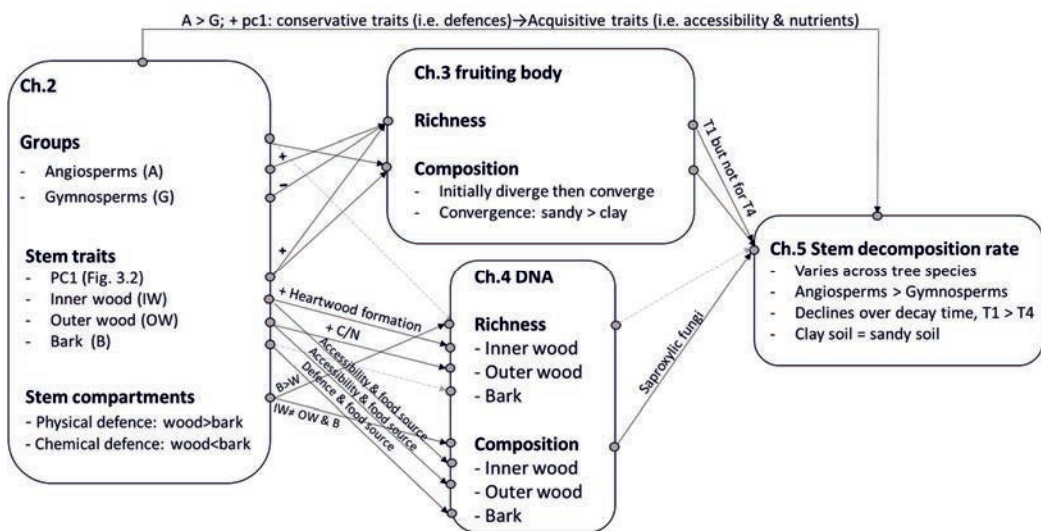 A > G; + pc1: conservative traits (i.e. defences)→Acquisitive traits (i.e. accessibility & nutrients)
Ch.2
Groups
- Angiosperms (A)
- Gymnosperms (G)
Stem traits
- PC1 (Fig. 3.2)
- Inner wood (IW)
- Outer wood (OW)
- Bark (B)
Stem compartments
- Physical defence: wood>bark
- Chemical defence: wood<bark
+
−
+
+ Heartwood formation
+ C/N
Accessibility & food source
Accessibility & food source
Defence & food source
B>W
IW≠ OW & B
Ch.3 fruiting body
Richness
Composition
- Initially diverge then converge
- Convergence: sandy > clay
Ch.4 DNA
Richness
- Inner wood
- Outer wood
- Bark
Composition
- Inner wood
- Outer wood
- Bark
T1 but not for T4
Saproxylic fungi
Ch.5 Stem decomposition rate
- Varies across tree species
- Angiosperms > Gymnosperms
- Declines over decay time, T1 > T4
- Clay soil = sandy soil